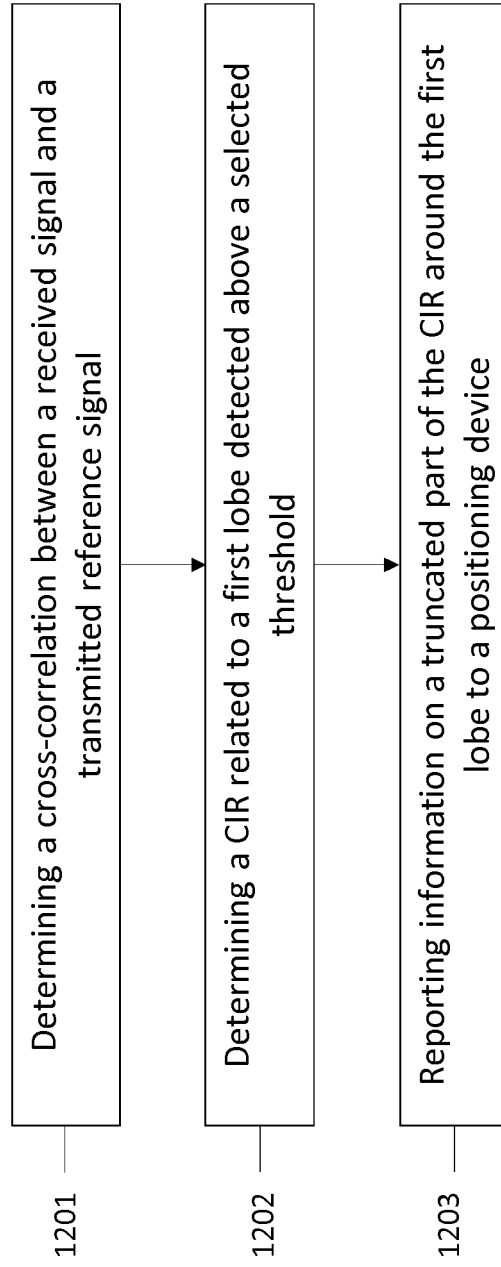 1201
Determining a cross-correlation between a received signal and a
transmitted reference signal
1202
Determining a CIR related to a first lobe detected above a selected
threshold
1203
Reporting information on a truncated part of the CIR around the first
lobe to a positioning device